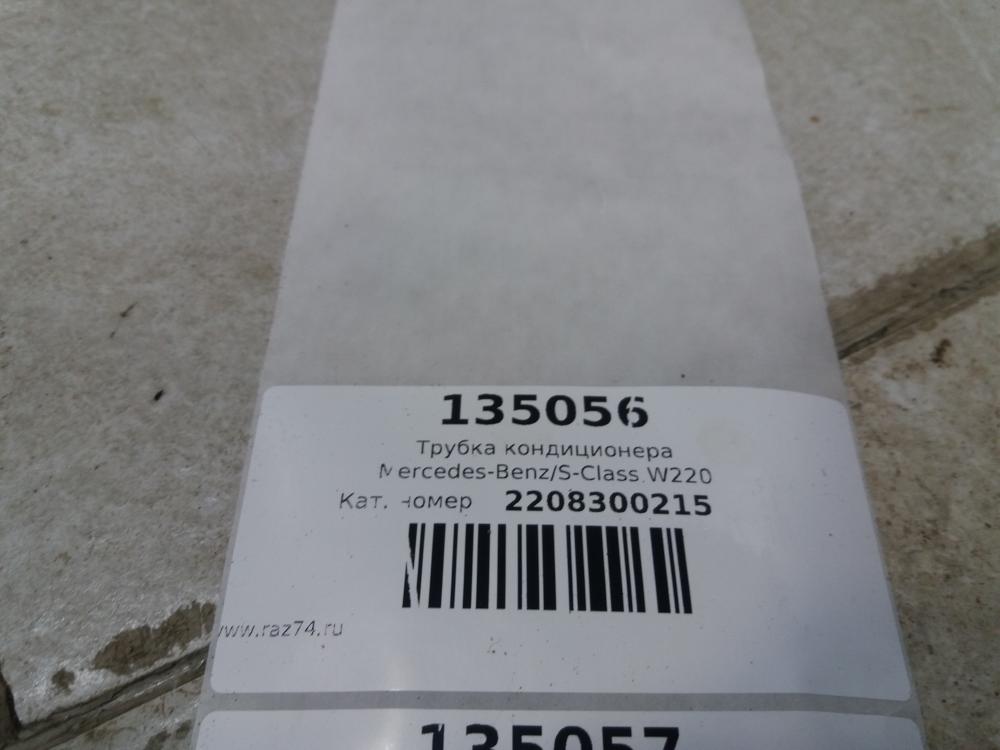 135056
Трубка кондиционера
Mercedes-Benz/S-Class W220
Кат. номер 2208300215
www.raz74.ru
135057